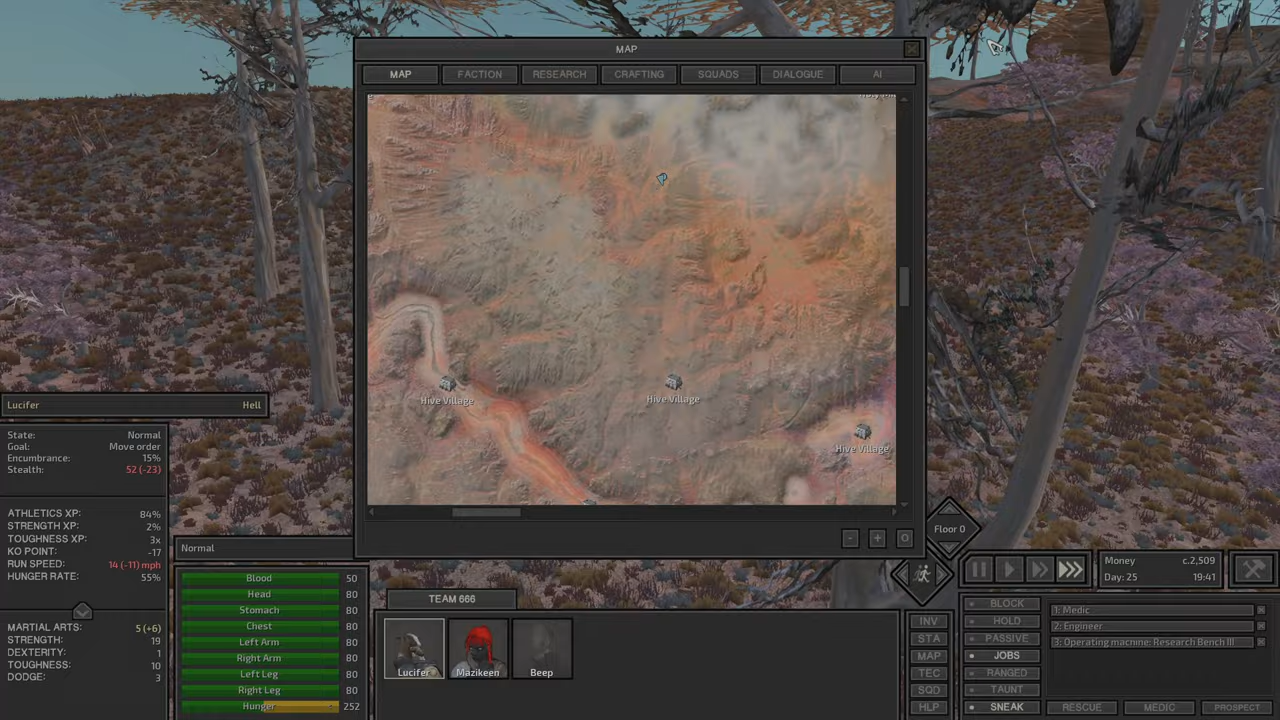 MAP
MAP FACTION RESEARCH CRAFTING SQUADS DIALOGUE AI
Hive Village
Hive Village
Hive Village
- + O
Lucifer Hell
State: Normal
Goal: Move order
Encumbrance: 15%
Stealth: 52 (-23)
ATHLETICS XP: 84%
STRENGTH XP: 2%
TOUGHNESS XP: 3x
KO POINT: -17
RUN SPEED: 14 (-11) mph
HUNGER RATE: 55%
MARTIAL ARTS: 5 (+6)
STRENGTH: 19
DEXTERITY: 1
TOUGHNESS: 10
DODGE: 3
Normal
Blood 50
Head 80
Stomach 80
Chest 80
Left Arm 80
Right Arm 80
Left Leg 80
Right Leg 80
Hunger 252
TEAM 666
Lucifer Mazikeen Beep
INV
STA
MAP
TEC
SQD
HLP
Floor 0
Money c.2,509
Day: 25 19:41
BLOCK
HOLD
PASSIVE
JOBS
RANGED
TAUNT
SNEAK
1: Medic
2: Engineer
3: Operating machine: Research Bench III
RESCUE MEDIC PROSPECT